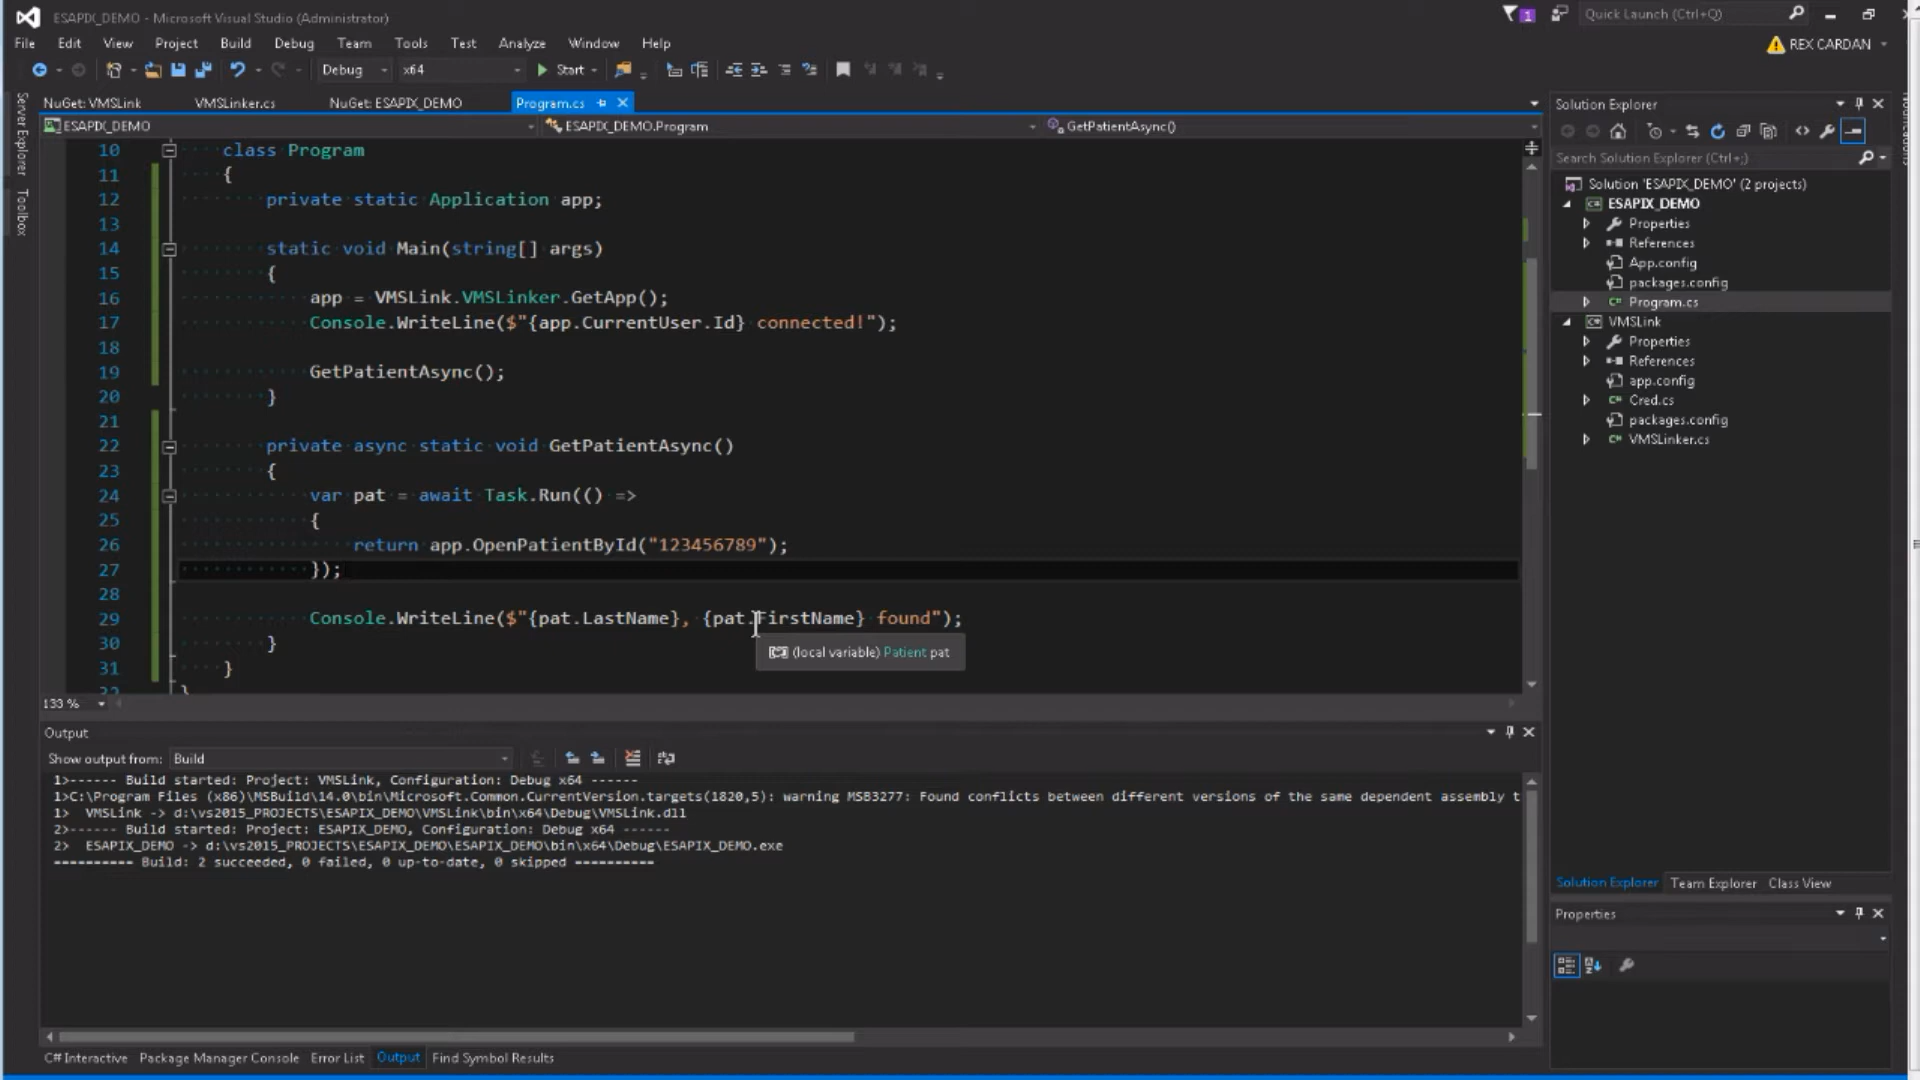 ESAPIX_DEMO - Microsoft Visual Studio (Administrator)
1
Quick Launch (Ctrl+Q)
File Edit View Project Build Debug Team Tools Test Analyze Window Help
REX CARDAN
Debug x64 Start
Server Explorer
Toolbox
NuGet: VMSLink VMSLinker.cs NuGet: ESAPIX_DEMO Program.cs
ESAPIX_DEMO ESAPIX_DEMO.Program GetPatientAsync()
10 class Program
11 {
12 private static Application app;
13
14 static void Main(string[] args)
15 {
16 app = VMSLink.VMSLinker.GetApp();
17 Console.WriteLine($"{app.CurrentUser.Id} connected!");
18
19 GetPatientAsync();
20 }
21
22 private async static void GetPatientAsync()
23 {
24 var pat = await Task.Run(() =>
25 {
26 return app.OpenPatientById("123456789");
27 });
28
29 Console.WriteLine($"{pat.LastName}, {pat.FirstName} found");
30 }
(local variable) Patient pat
31 }
32 }
133 %
Output
Show output from: Build
1>------ Build started: Project: VMSLink, Configuration: Debug x64 ------
1>C:\Program Files (x86)\MSBuild\14.0\bin\Microsoft.Common.CurrentVersion.targets(1820,5): warning MSB3277: Found conflicts between different versions of the same dependent assembly t
1> VMSLink -> d:\vs2015_PROJECTS\ESAPIX_DEMO\VMSLink\bin\x64\Debug\VMSLink.dll
2>------ Build started: Project: ESAPIX_DEMO, Configuration: Debug x64 ------
2> ESAPIX_DEMO -> d:\vs2015_PROJECTS\ESAPIX_DEMO\ESAPIX_DEMO\bin\x64\Debug\ESAPIX_DEMO.exe
========== Build: 2 succeeded, 0 failed, 0 up-to-date, 0 skipped ==========
C# Interactive Package Manager Console Error List Output Find Symbol Results
Solution Explorer
Search Solution Explorer (Ctrl+;)
Solution 'ESAPIX_DEMO' (2 projects)
ESAPIX_DEMO
Properties
References
App.config
packages.config
Program.cs
VMSLink
Properties
References
app.config
Cred.cs
packages.config
VMSLinker.cs
Solution Explorer Team Explorer Class View
Properties